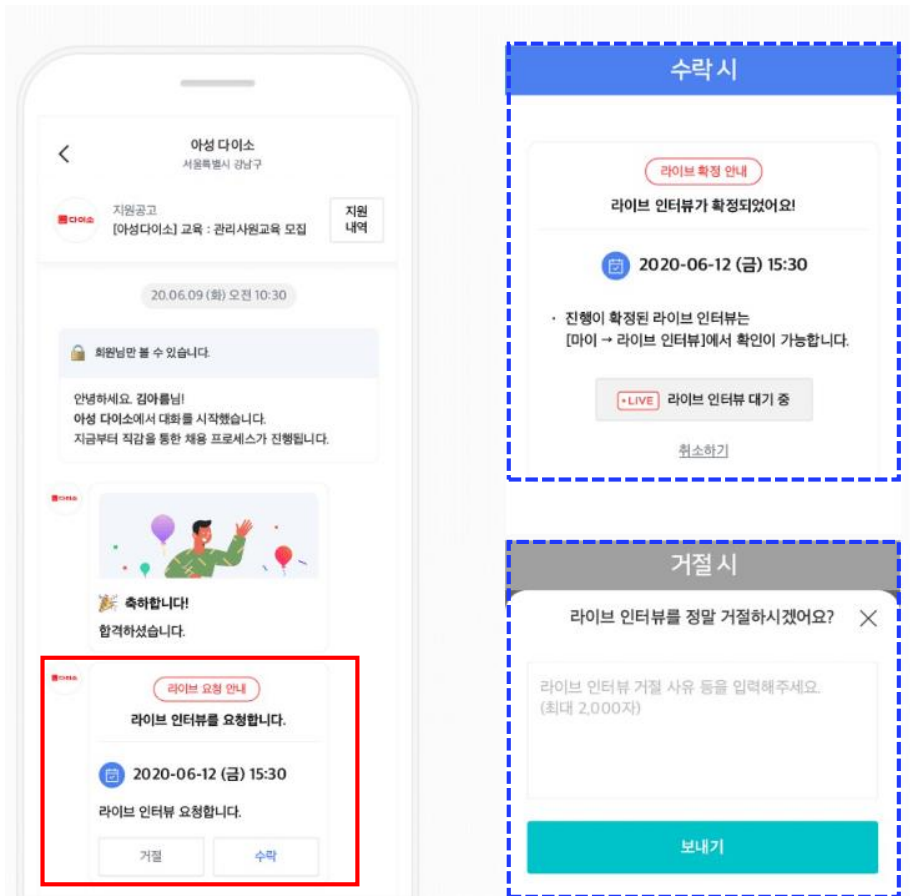 아성 다이소
서울특별시 강남구
다이소
지원공고
[아성다이소] 교육 : 관리사원교육 모집
지원
내역
20.06.09 (화) 오전 10:30
회원님만 볼 수 있습니다.
안녕하세요. 김아름님!
아성 다이소에서 대화를 시작했습니다.
지금부터 직감을 통한 채용 프로세스가 진행됩니다.
다이소
축하합니다!
합격하셨습니다.
다이소
라이브 요청 안내
라이브 인터뷰를 요청합니다.
2020-06-12 (금) 15:30
라이브 인터뷰 요청합니다.
거절
수락
수락 시
라이브 확정 안내
라이브 인터뷰가 확정되었어요!
2020-06-12 (금) 15:30
· 진행이 확정된 라이브 인터뷰는
[마이 → 라이브 인터뷰]에서 확인이 가능합니다.
•LIVE 라이브 인터뷰 대기 중
취소하기
거절 시
라이브 인터뷰를 정말 거절하시겠어요?
라이브 인터뷰 거절 사유 등을 입력해주세요.
(최대 2,000자)
보내기